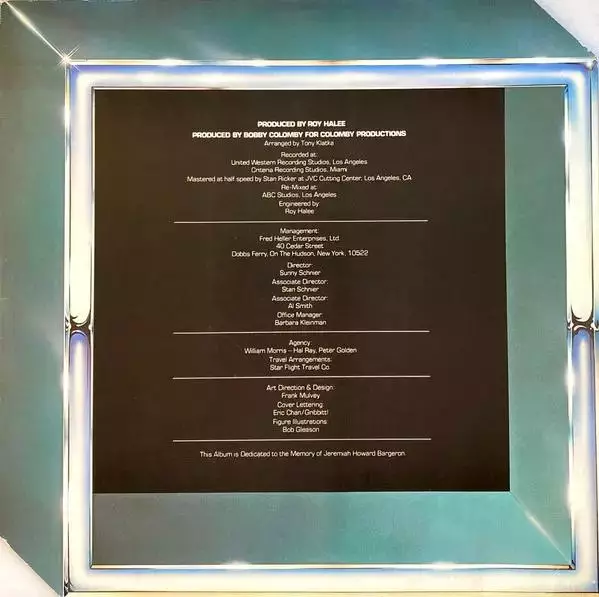 PRODUCED BY ROY HALEE
PRODUCED BY BOBBY COLOMBY FOR COLOMBY PRODUCTIONS
Arranged by Tony Klatka
Recorded at:
United Western Recording Studios, Los Angeles
Criteria Recording Studios, Miami
Mastered at half speed by Stan Ricker at JVC Cutting Center, Los Angeles, CA
Re-Mixed at:
ABC Studios, Los Angeles
Engineered by
Roy Halee
Management:
Fred Heller Enterprises, Ltd
40 Cedar Street
Dobbs Ferry, On The Hudson, New York, 10522
Director:
Sunny Schnier
Associate Director:
Stan Schnier
Associate Director:
Al Smith
Office Manager:
Barbara Kleinman
Agency:
William Morris – Hal Ray, Peter Golden
Travel Arrangements:
Star Flight Travel Co.
Art Direction & Design:
Frank Mulvey
Cover Lettering:
Eric Chan/Gribbitt!
Figure Illustrations:
Bob Gleason
This Album is Dedicated to the Memory of Jeremiah Howard Bargeron.